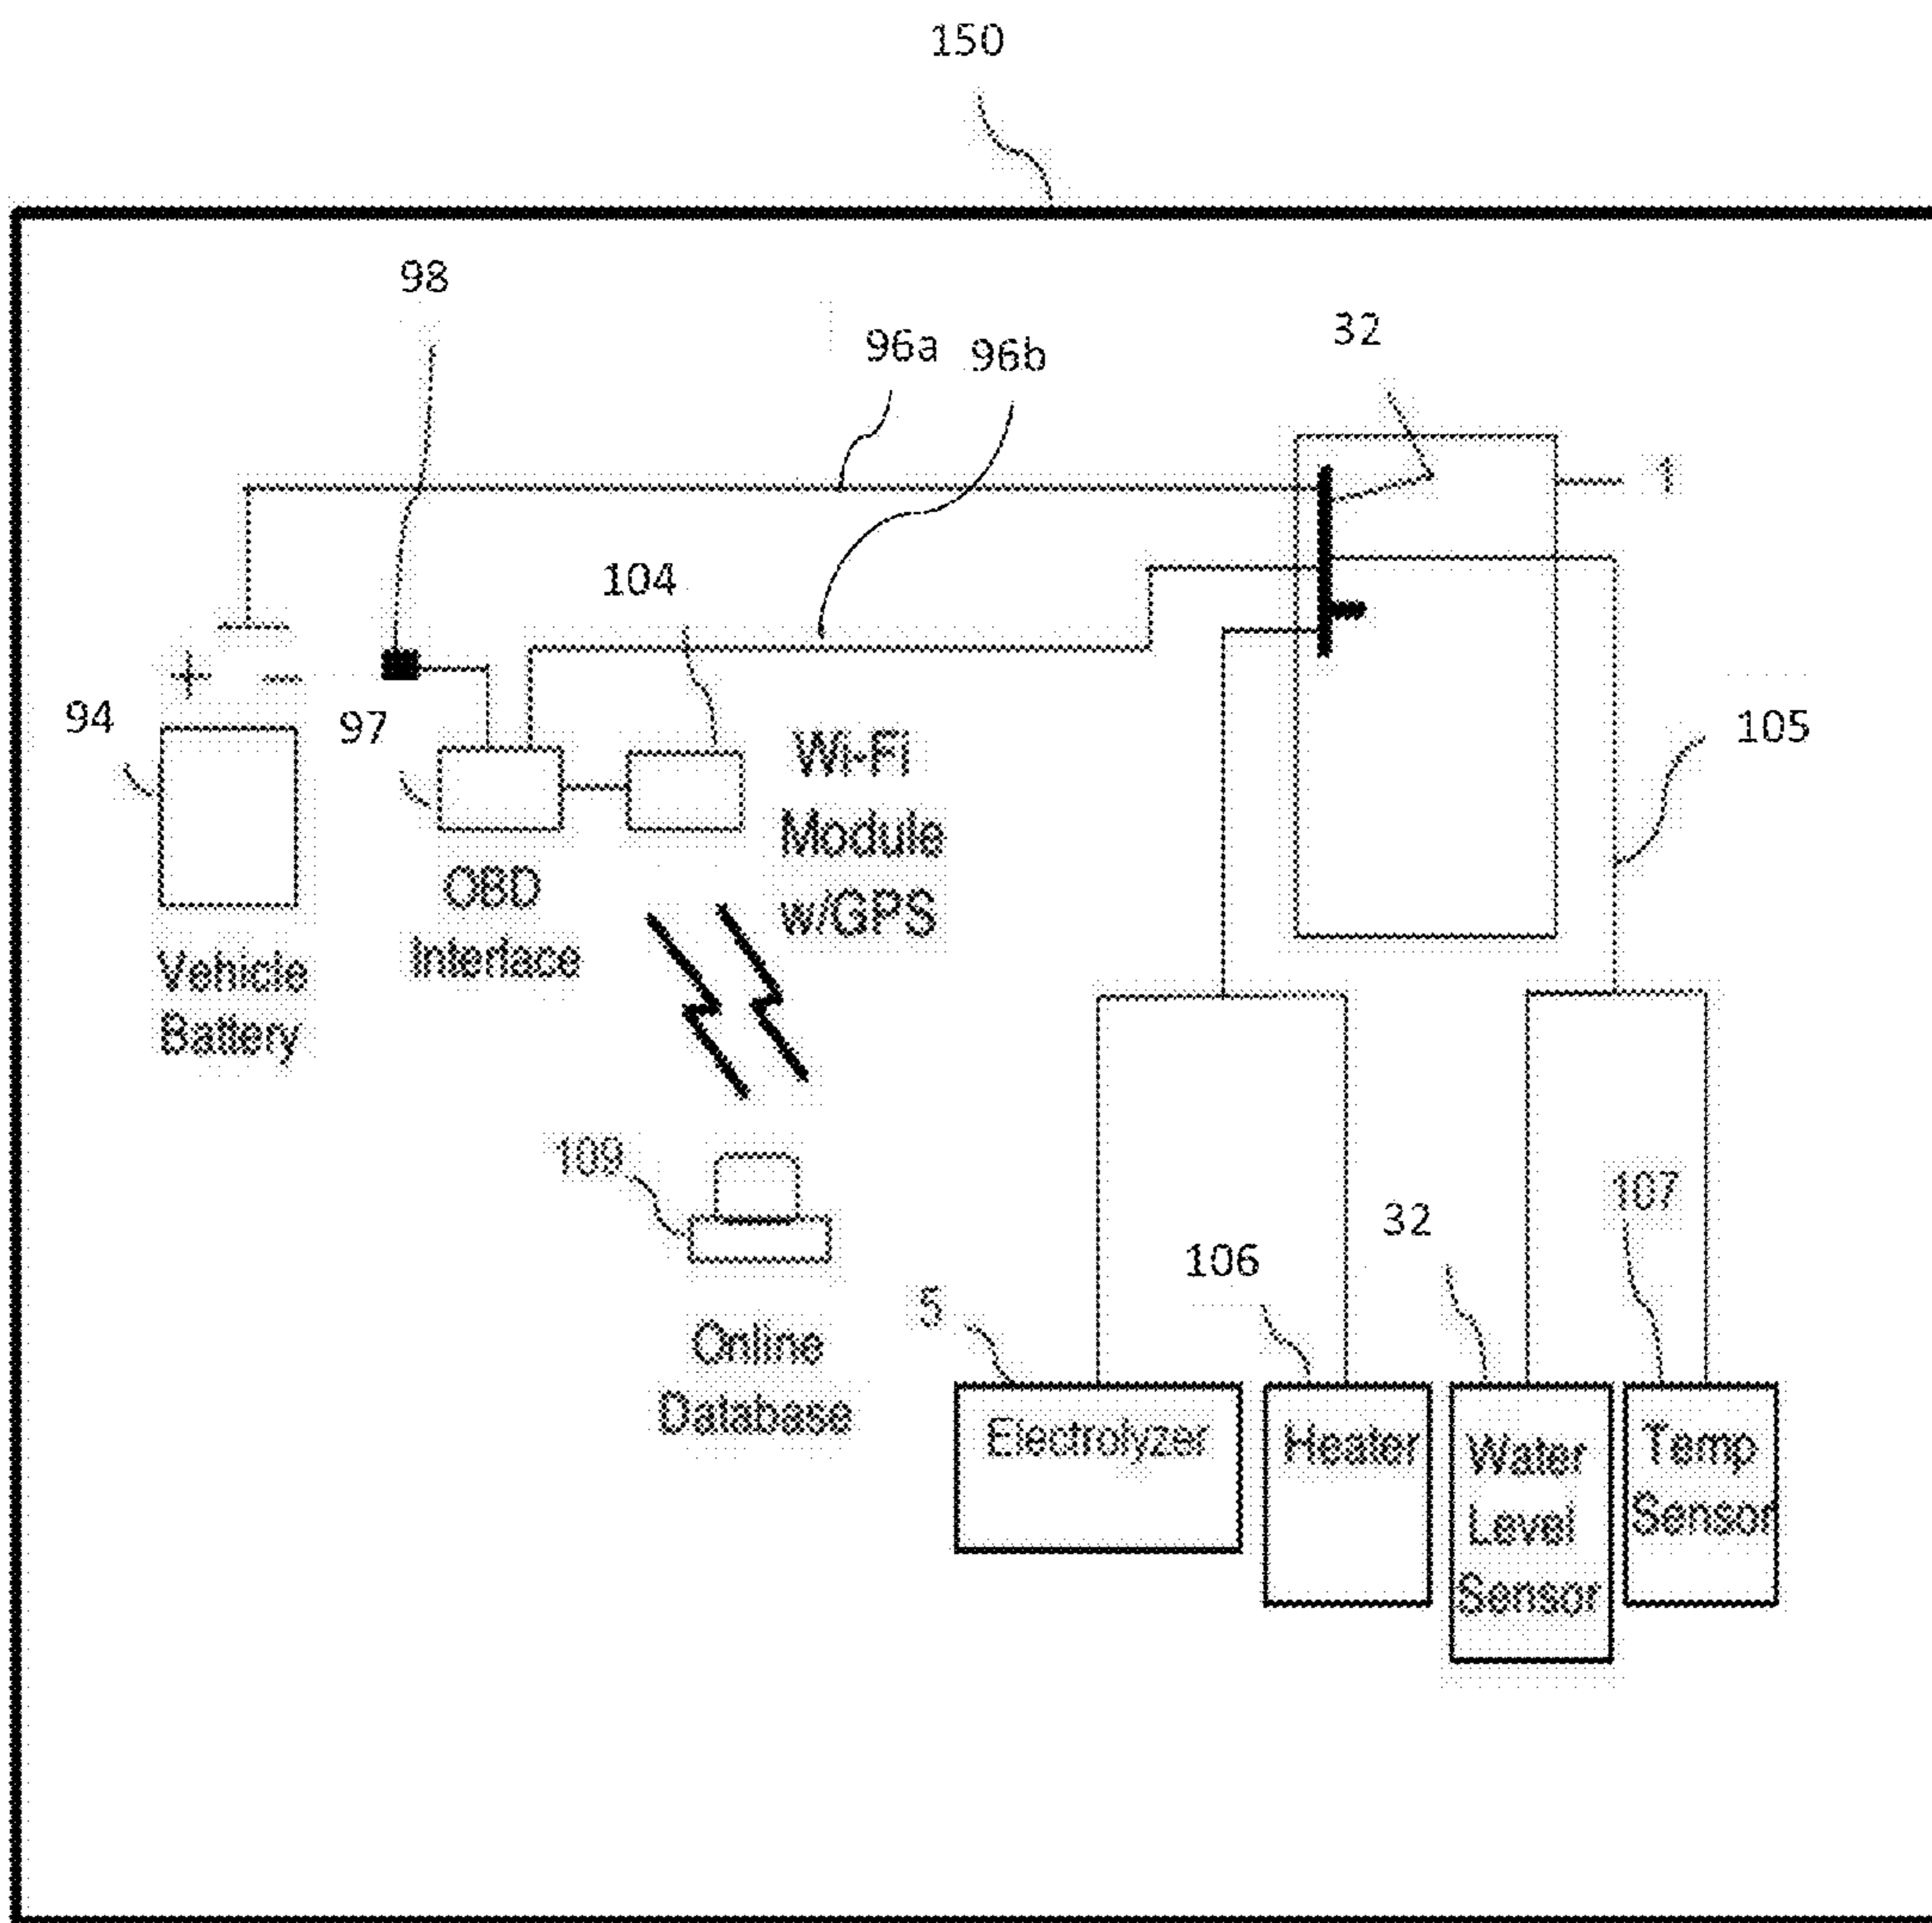 150
98
96a
96b
32
1
104
94
+
-
97
105
Wi-Fi
Module
w/GPS
OBD
Interface
Vehicle
Battery
109
107
32
106
5
Online
Database
Electrolyzer
Heater
Water
Level
Sensor
Temp
Sensor